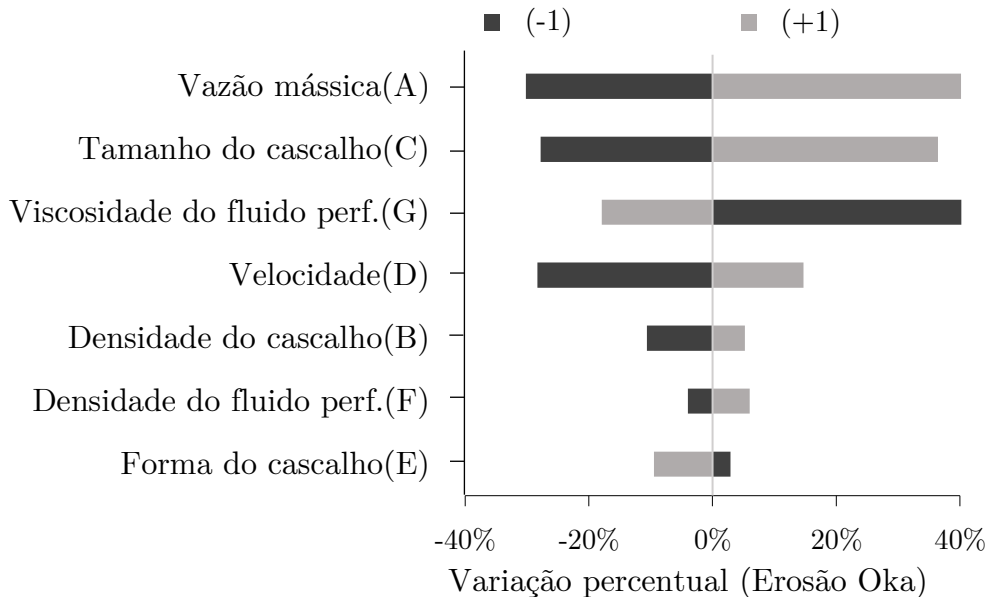 (-1) (+1)
Vazão mássica(A)
Tamanho do cascalho(C)
Viscosidade do fluido perf.(G)
Velocidade(D)
Densidade do cascalho(B)
Densidade do fluido perf.(F)
Forma do cascalho(E)
-40% -20% 0% 20% 40%
Variação percentual (Erosão Oka)